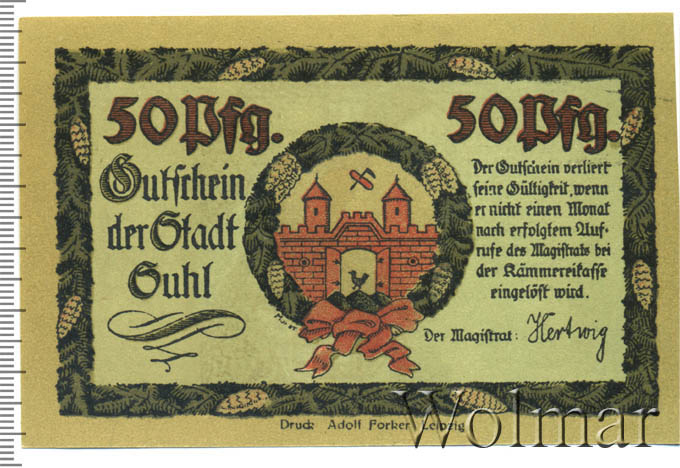 50 Pfg.
50 Pfg.
Gutschein
der Stadt
Suhl
Der Gutschein verliert
seine Gültigkeit, wenn
er nicht einen Monat
nach erfolgtem Auf-
rufe des Magistrats bei
der Kämmereikasse
eingelöst wird.
Der Magistrat: Hertwig
Druck Adolf Forker Leipzig
Wolmar